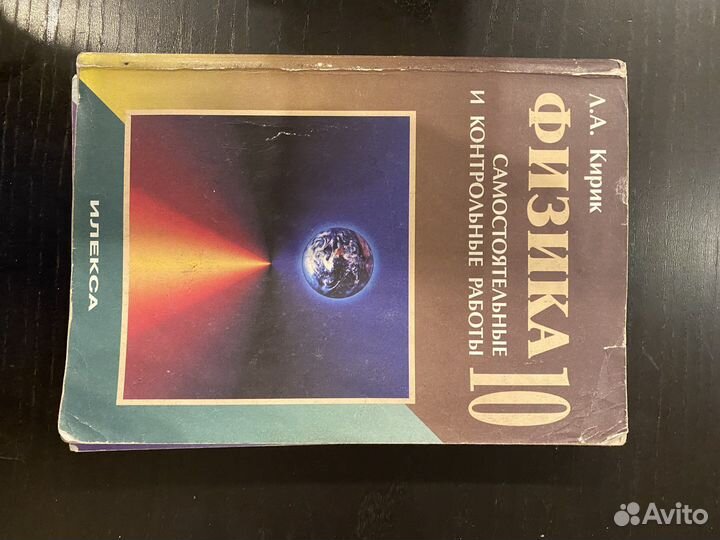 Л.А. Кирик
ФИЗИКА 10
САМОСТОЯТЕЛЬНЫЕ
И КОНТРОЛЬНЫЕ РАБОТЫ
ИЛЕКСА
Avito